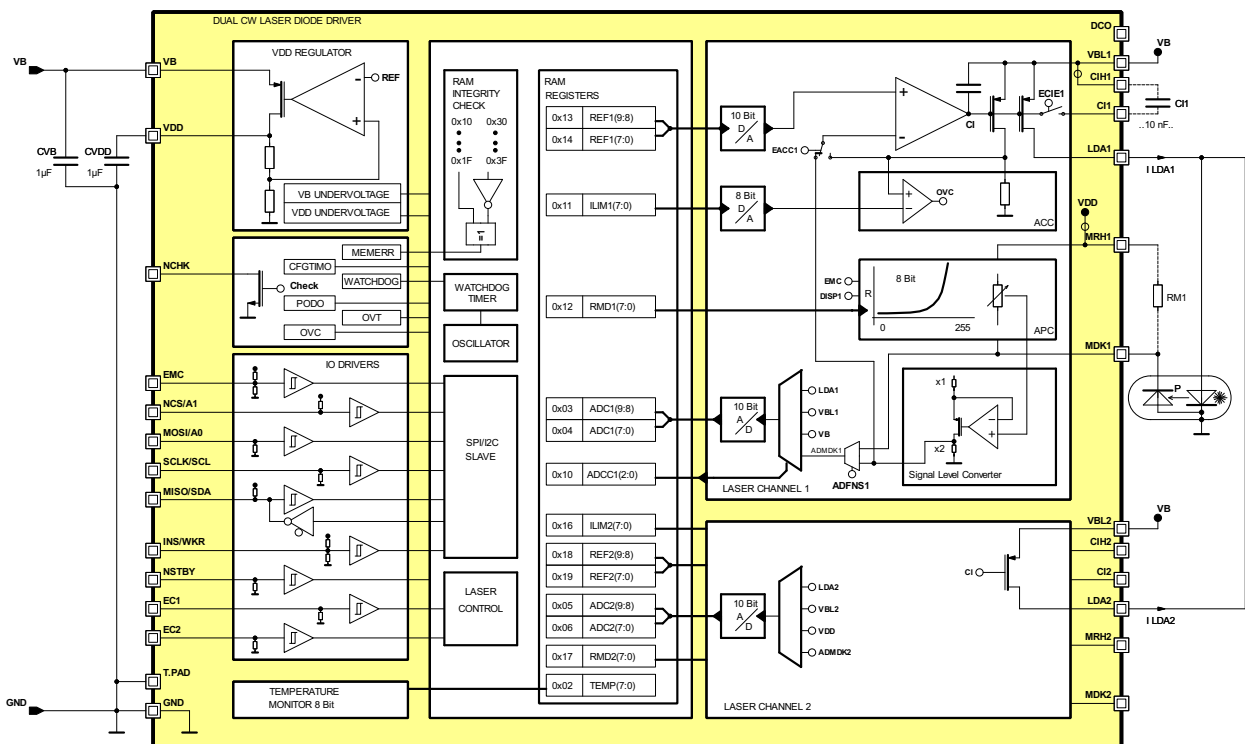 DUAL CW LASER DIODE DRIVER
VB
VB
VDD
CVB
1µF
CVDD
1µF
NCHK
EMC
NCS/A1
MOSI/A0
SCLK/SCL
MISO/SDA
INS/WKR
NSTBY
EC1
EC2
T.PAD
GND
GND
VDD REGULATOR
REF
-
+
VB UNDERVOLTAGE
VDD UNDERVOLTAGE
MEMERR
CFGTIMO
Check
WATCHDOG
PODO
OVT
OVC
IO DRIVERS
TEMPERATURE
MONITOR 8 Bit
RAM
INTEGRITY
CHECK
0x10 0x30
0x1F 0x3F
=1
WATCHDOG
TIMER
OSCILLATOR
SPI/I2C
SLAVE
LASER
CONTROL
RAM
REGISTERS
0x13 REF1(9:8)
0x14 REF1(7:0)
0x11 ILIM1(7:0)
0x12 RMD1(7:0)
0x03 ADC1(9:8)
0x04 ADC1(7:0)
0x10 ADCC1(2:0)
0x16 ILIM2(7:0)
0x18 REF2(9:8)
0x19 REF2(7:0)
0x05 ADC2(9:8)
0x06 ADC2(7:0)
0x17 RMD2(7:0)
0x02 TEMP(7:0)
10 Bit
D
A
8 Bit
D
A
EACC1
+
-
CI
ECIE1
+
-
OVC
ACC
EMC
DISP1
R
8 Bit
0 255
APC
10 Bit
A
D
LDA1
VBL1
VB
ADMDK1
ADFNS1
x1
x2
-
+
Signal Level Converter
LASER CHANNEL 1
10 Bit
A
D
LDA2
VBL2
VDD
ADMDK2
CI
LASER CHANNEL 2
DCO
VBL1
VB
CIH1
CI1
CI1
..10 nF..
LDA1
I LDA1
VDD
MRH1
RM1
MDK1
P
VBL2
VB
CIH2
CI2
LDA2
I LDA2
MRH2
MDK2